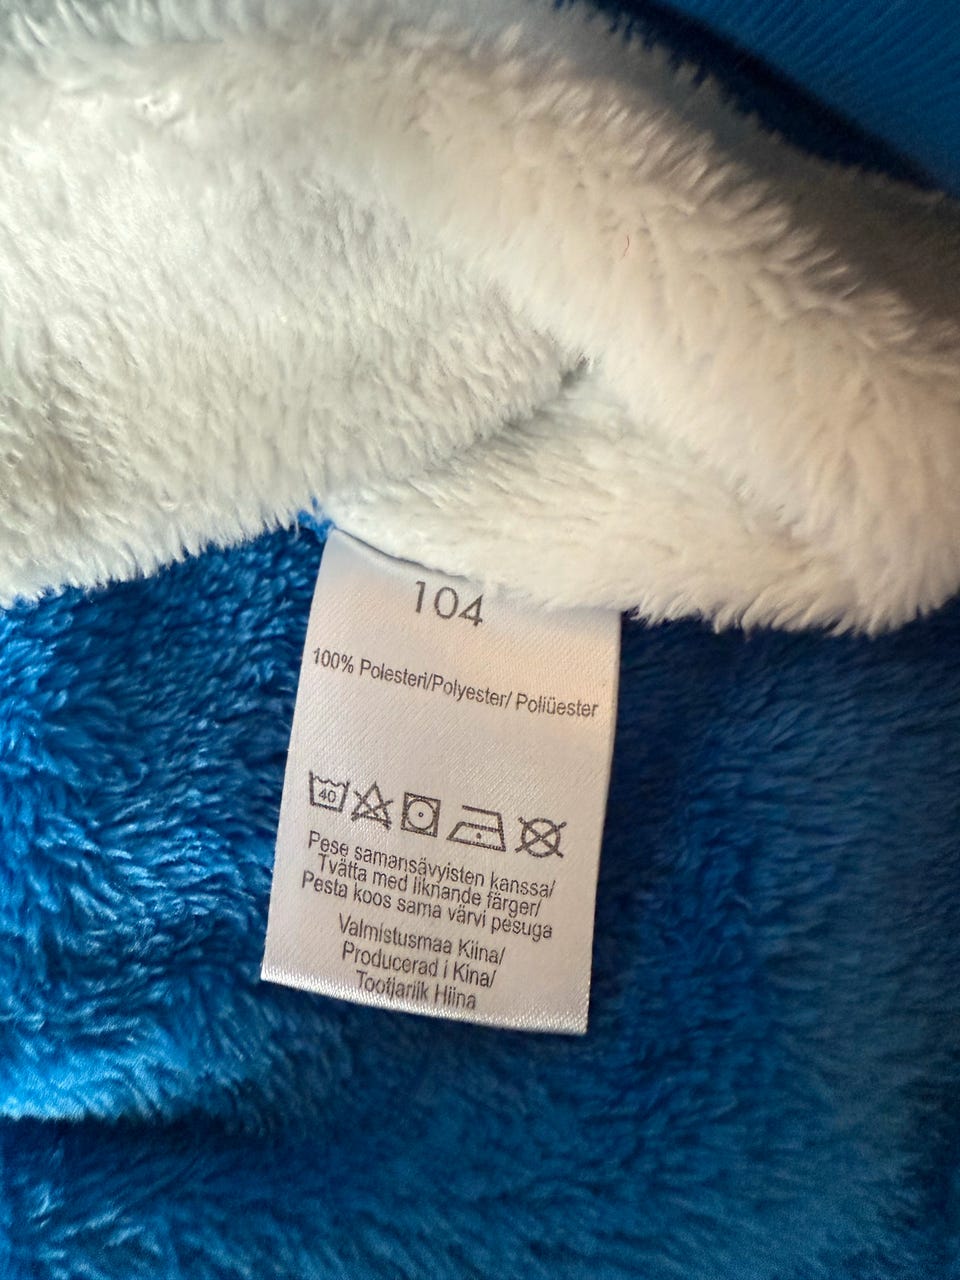 104
100% Polesteri/Polyester/ Poliüester
40
Pese samansävyisten kanssa/
Tvätta med liknande färger/
Pesta koos sama värvi pesuga
Valmistusmaa Kiina/
Producerad i Kina/
Tootjariik Hiina